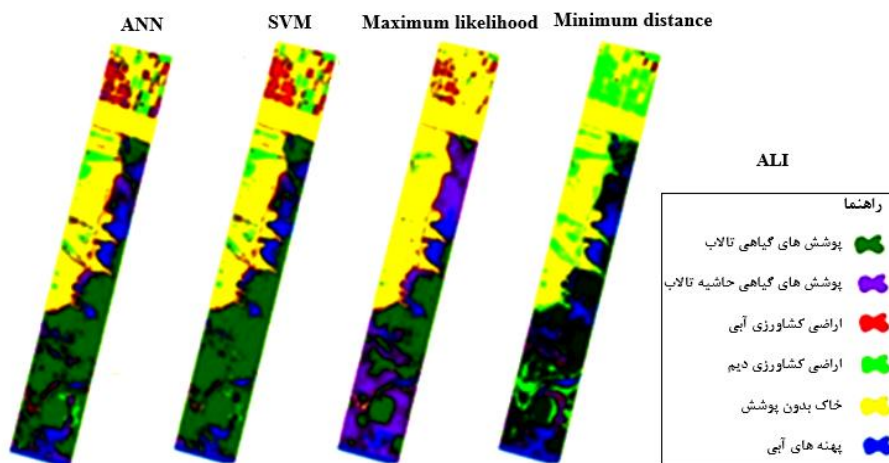 ANN SVM Maximum likelihood Minimum distance
ALI
راهنما
پوشش های گیاهی تالاب
پوشش های گیاهی حاشیه تالاب
اراضی کشاورزی آبی
اراضی کشاورزی دیم
خاک بدون پوشش
پهنه های آبی